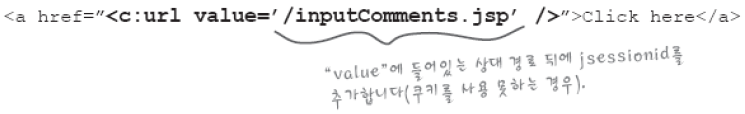 <a href="<c:url value='/inputComments.jsp' />">Click here</a>
"value"에 들어있는 상대 경로 뒤에 jsessionid를
추가합니다(쿠키를 사용 못하는 경우).